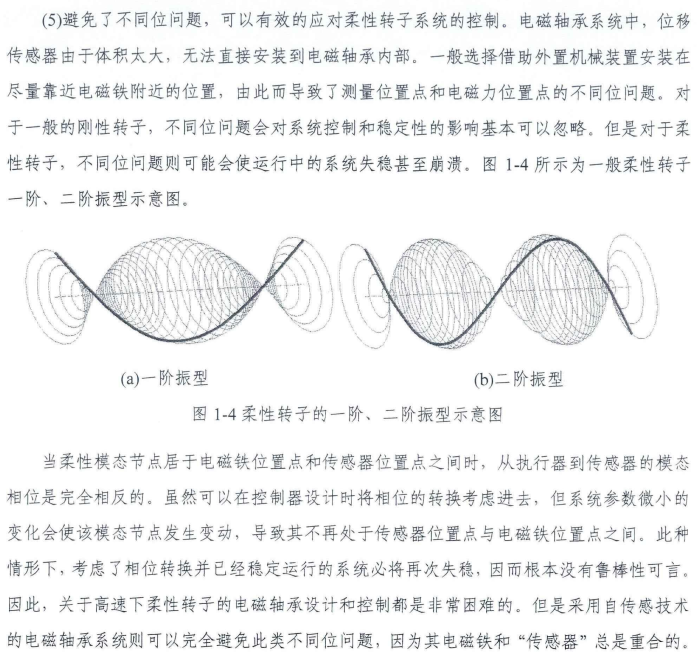 (5)避免了不同位问题，可以有效的应对柔性转子系统的控制。电磁轴承系统中，位移
传感器由于体积太大，无法直接安装到电磁轴承内部。一般选择借助外置机械装置安装在
尽量靠近电磁铁附近的位置，由此而导致了测量位置点和电磁力位置点的不同位问题。对
于一般的刚性转子，不同位问题会对系统控制和稳定性的影响基本可以忽略。但是对于柔
性转子，不同位问题则可能会使运行中的系统失稳甚至崩溃。图 1-4 所示为一般柔性转子
一阶、二阶振型示意图。
(a)一阶振型
(b)二阶振型
图 1-4 柔性转子的一阶、二阶振型示意图
当柔性模态节点居于电磁铁位置点和传感器位置点之间时，从执行器到传感器的模态
相位是完全相反的。虽然可以在控制器设计时将相位的转换考虑进去，但系统参数微小的
变化会使该模态节点发生变动，导致其不再处于传感器位置点与电磁铁位置点之间。此种
情形下，考虑了相位转换并已经稳定运行的系统必将再次失稳，因而根本没有鲁棒性可言。
因此，关于高速下柔性转子的电磁轴承设计和控制都是非常困难的。但是采用自传感技术
的电磁轴承系统则可以完全避免此类不同位问题，因为其电磁铁和“传感器”总是重合的。